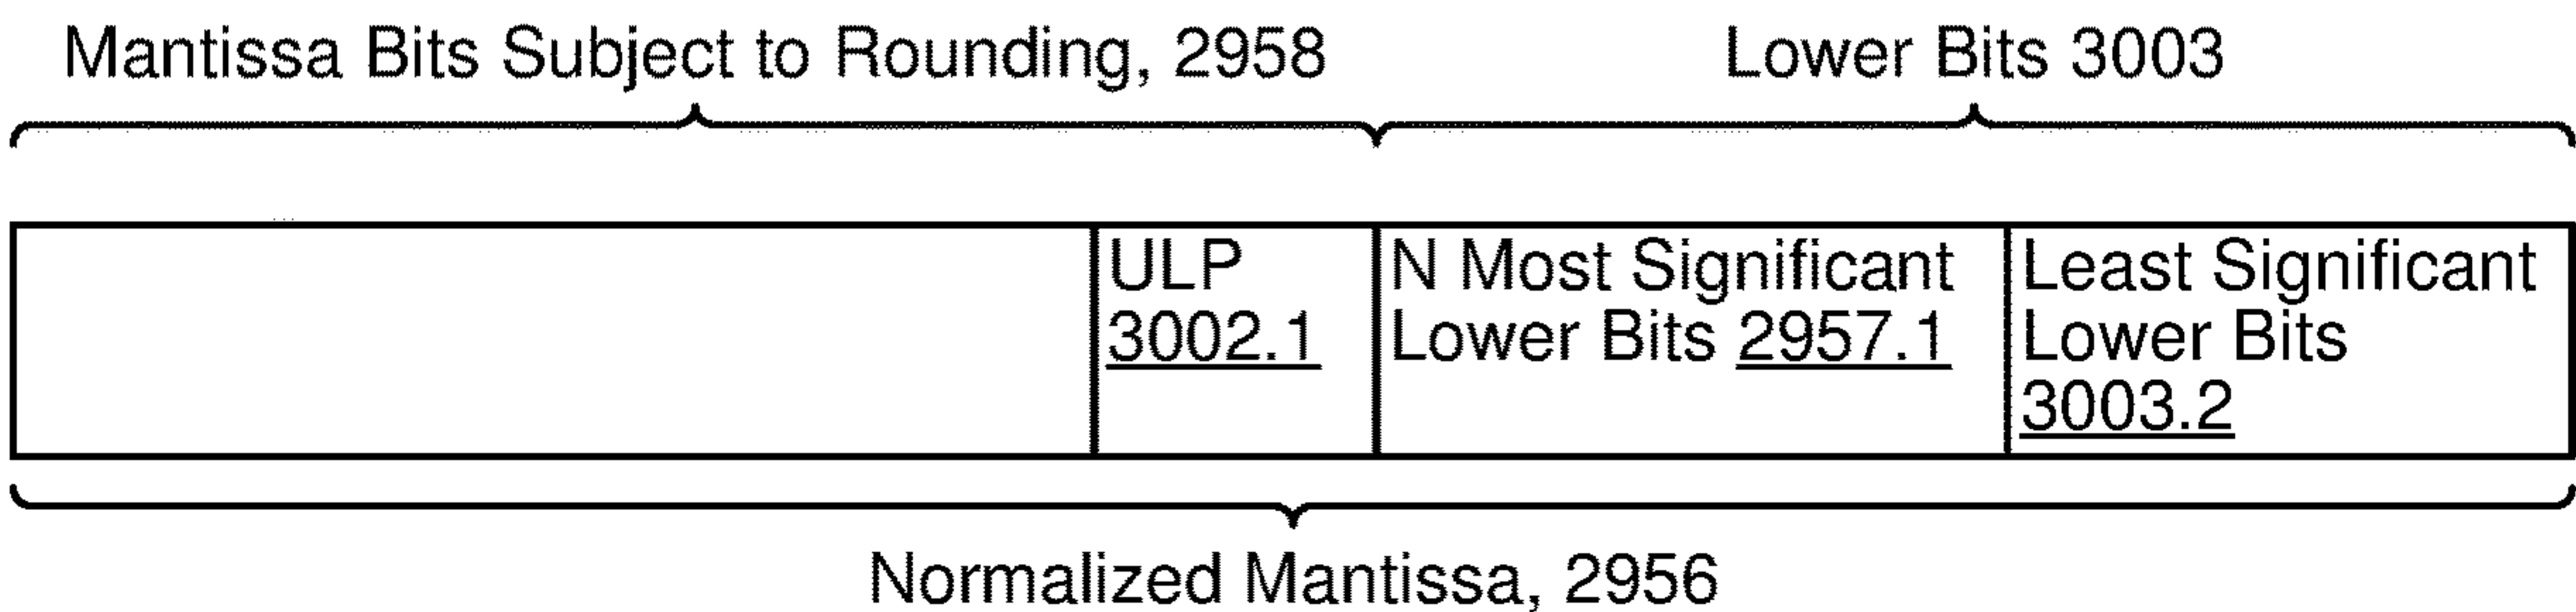 Mantissa Bits Subject to Rounding, 2958
Lower Bits 3003
ULP
3002.1
N Most Significant
Lower Bits 2957.1
Least Significant
Lower Bits
3003.2
Normalized Mantissa, 2956